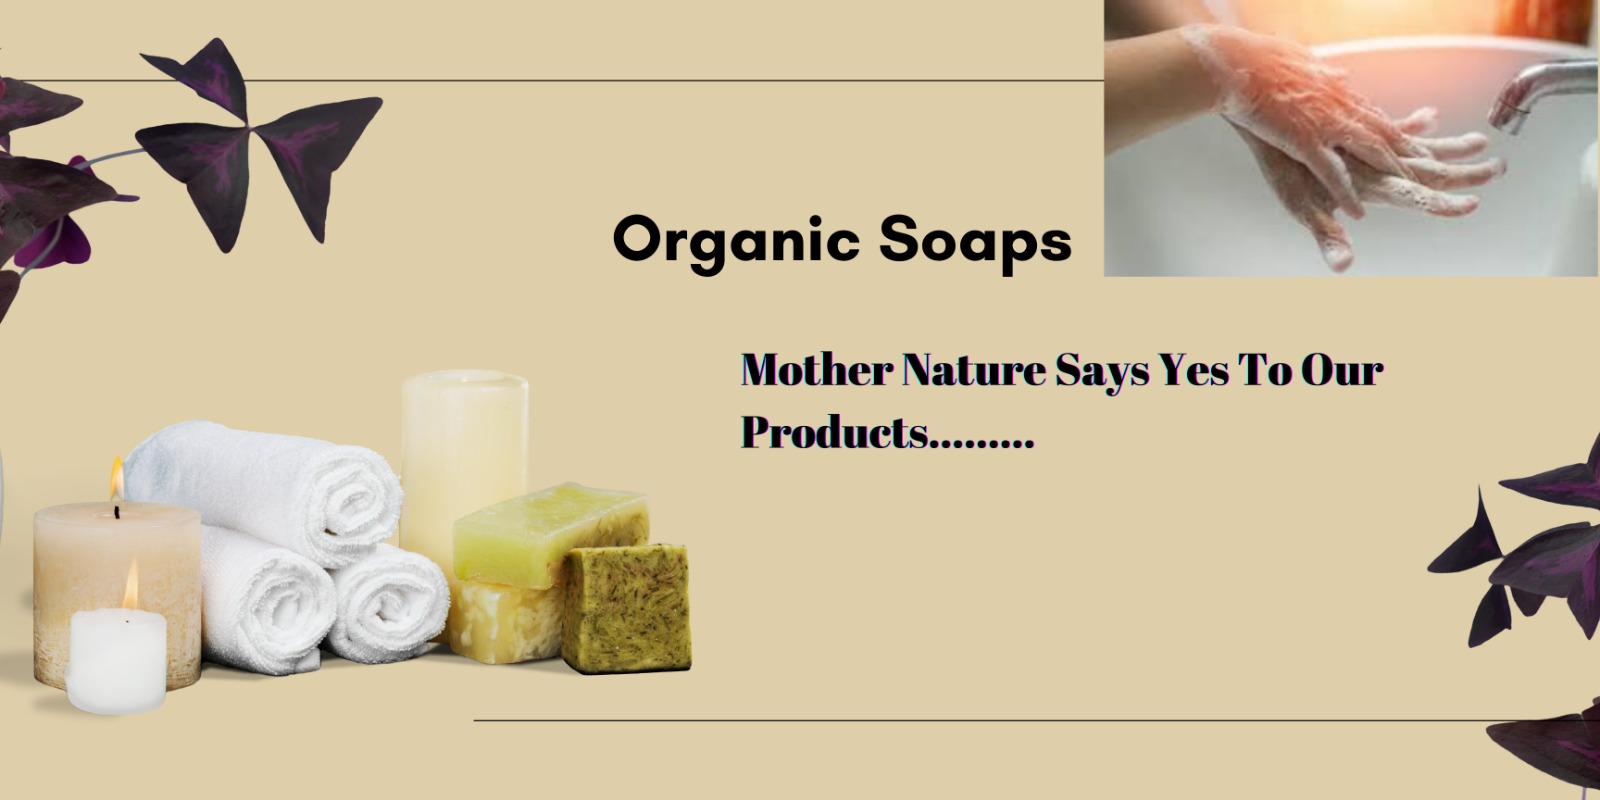 Organic Soaps
Mother Nature Says Yes To Our
Products.........